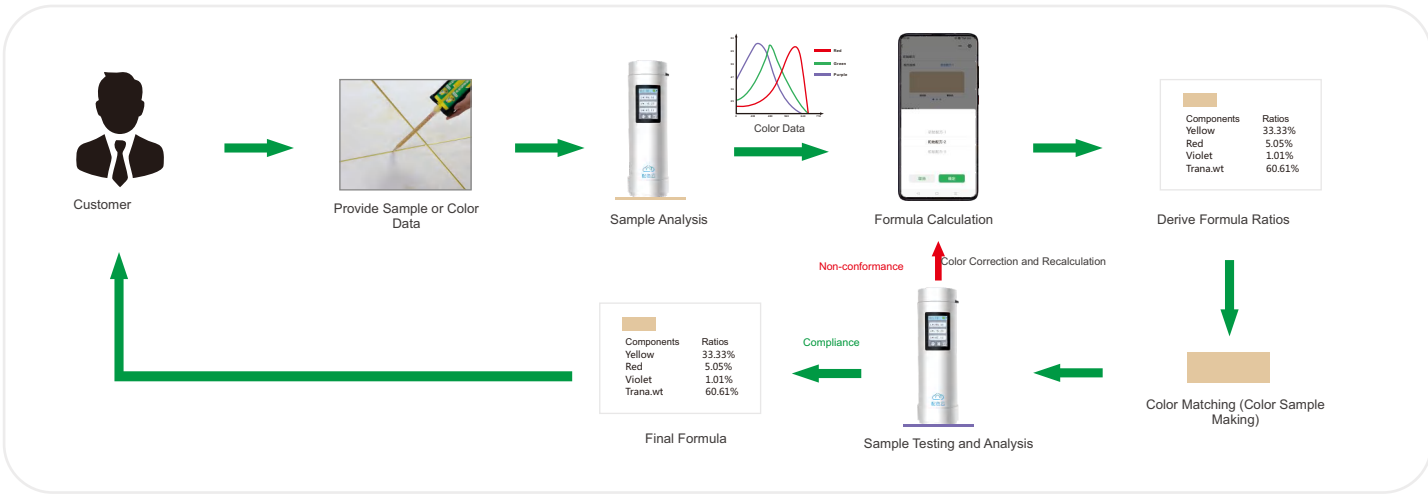 Customer
Provide Sample or Color
Data
Sample Analysis
Red
Green
Purple
Color Data
Formula Calculation
Components Ratios
Yellow 33.33%
Red 5.05%
Violet 1.01%
Trana.wt 60.61%
Derive Formula Ratios
Non-conformance
Color Correction and Recalculation
Components Ratios
Yellow 33.33%
Red 5.05%
Violet 1.01%
Trana.wt 60.61%
Final Formula
Compliance
Sample Testing and Analysis
Color Matching (Color Sample
Making)